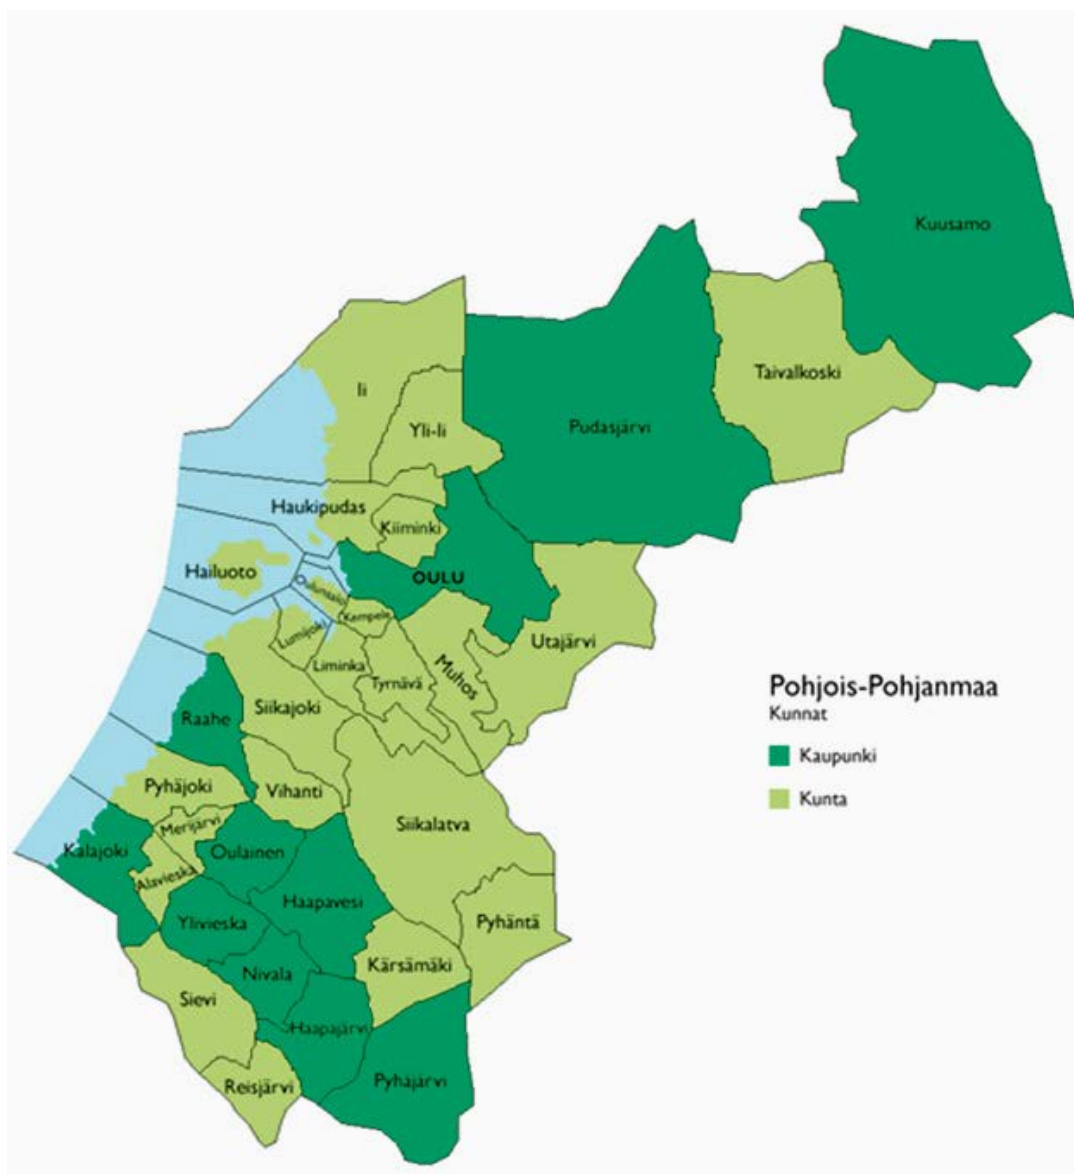 Kuusamo
Taivalkoski
Ii
Pudasjärvi
Yli-Ii
Haukipudas
Kiiminki
Hailuoto
OULU
Oulunsalo
Kempele
Lumijoki
Utajärvi
Liminka
Muhos
Tyrnävä
Siikajoki
Raahe
Pohjois-Pohjanmaa
Kunnat
Kaupunki
Kunta
Pyhäjoki
Vihanti
Merijärvi
Siikalatva
Kalajoki
Oulainen
Alavieska
Haapavesi
Ylivieska
Pyhäntä
Kärsämäki
Nivala
Sievi
Haapajärvi
Pyhäjärvi
Reisjärvi